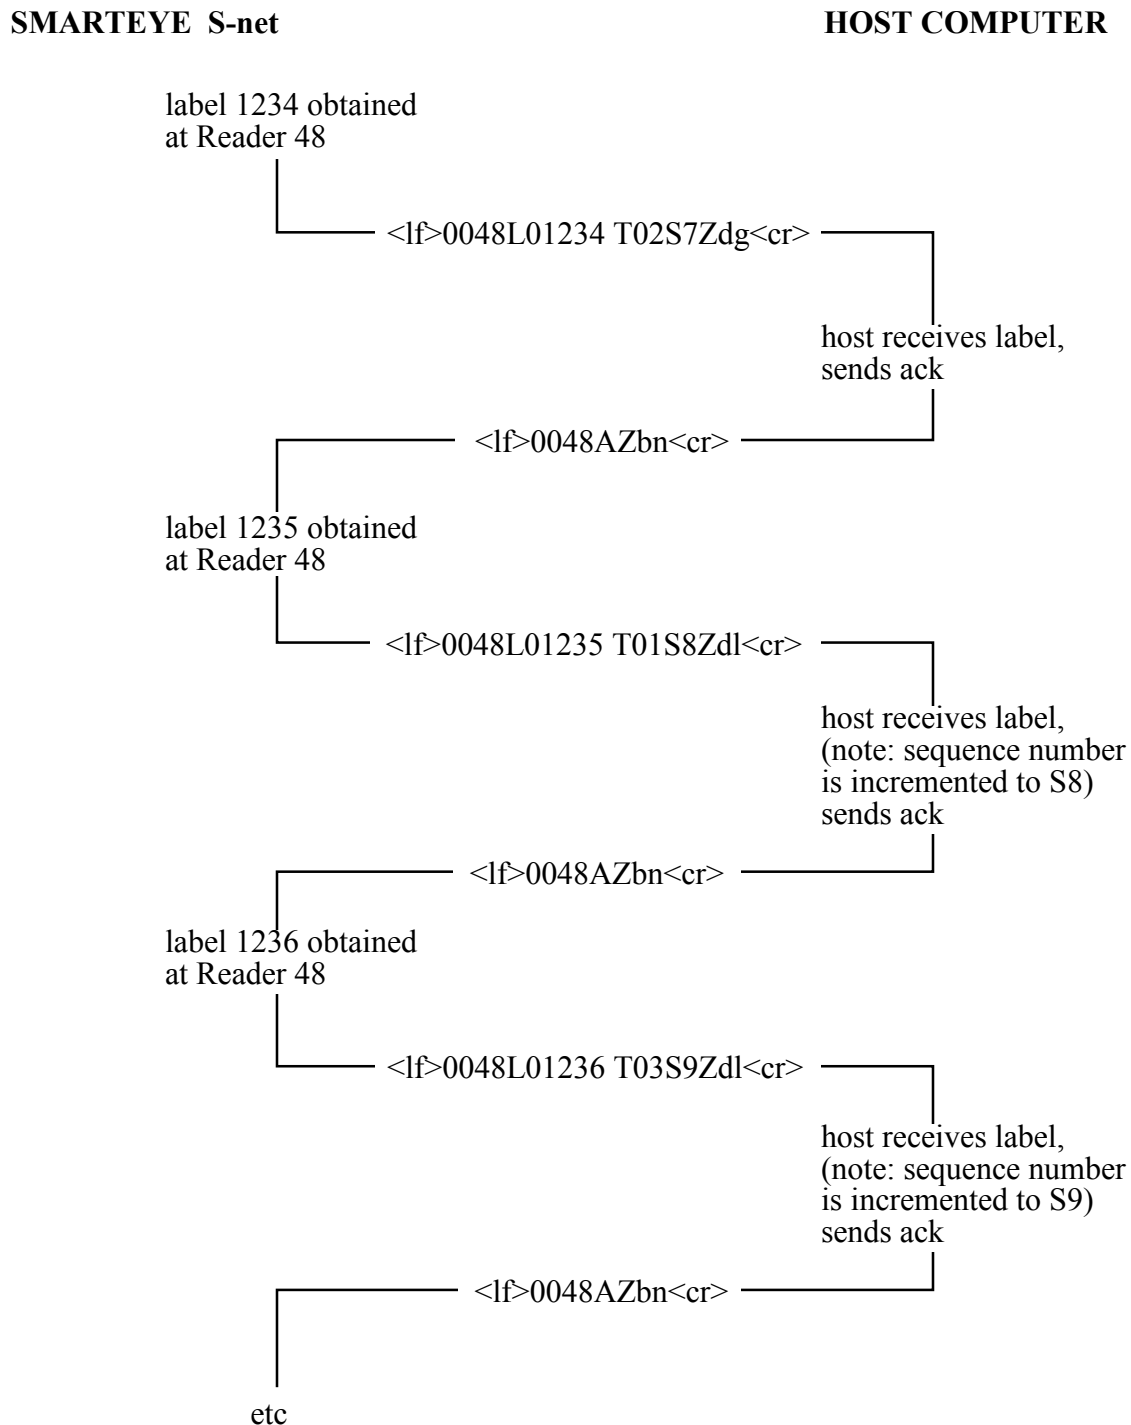 SMARTEYE S-net
HOST COMPUTER
label 1234 obtained
at Reader 48
<lf>0048L01234 T02S7Zdg<cr>
host receives label,
sends ack
<lf>0048AZbn<cr>
label 1235 obtained
at Reader 48
<lf>0048L01235 T01S8Zdl<cr>
host receives label,
(note: sequence number
is incremented to S8)
sends ack
<lf>0048AZbn<cr>
label 1236 obtained
at Reader 48
<lf>0048L01236 T03S9Zdl<cr>
host receives label,
(note: sequence number
is incremented to S9)
sends ack
<lf>0048AZbn<cr>
etc